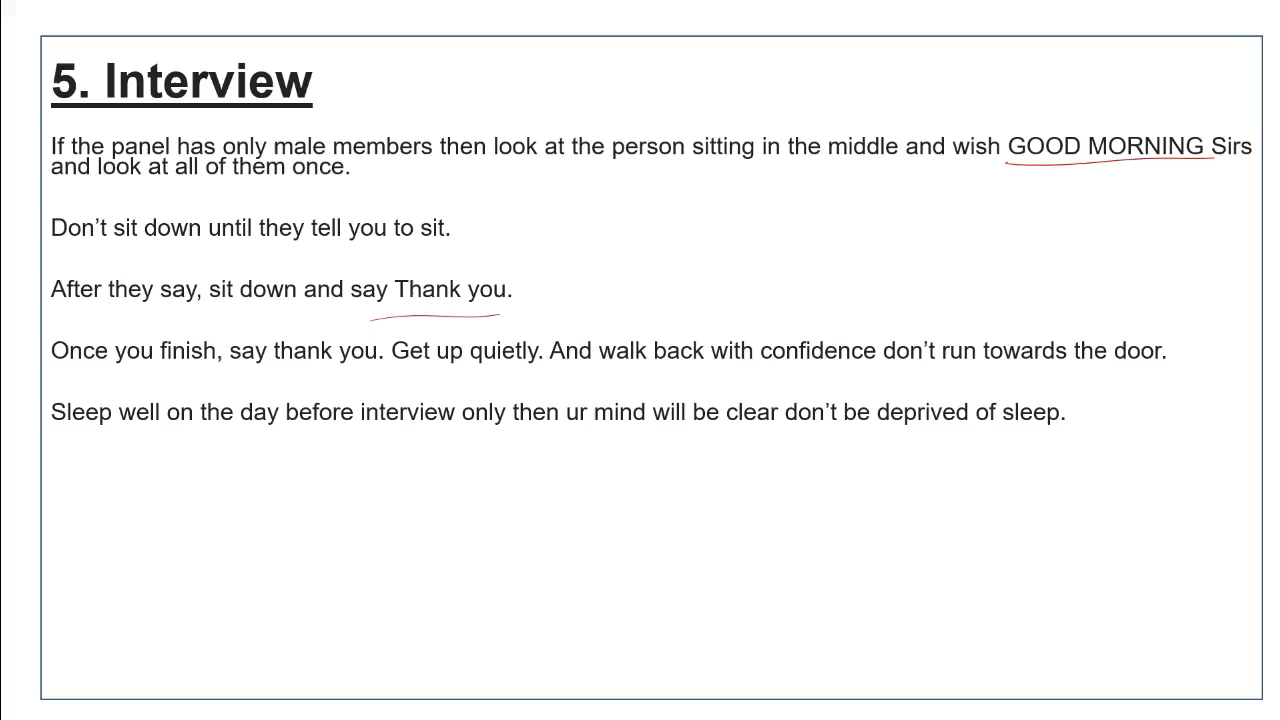 5. Interview
If the panel has only male members then look at the person sitting in the middle and wish GOOD MORNING Sirs
and look at all of them once.
Don’t sit down until they tell you to sit.
After they say, sit down and say Thank you.
Once you finish, say thank you. Get up quietly. And walk back with confidence don’t run towards the door.
Sleep well on the day before interview only then ur mind will be clear don’t be deprived of sleep.